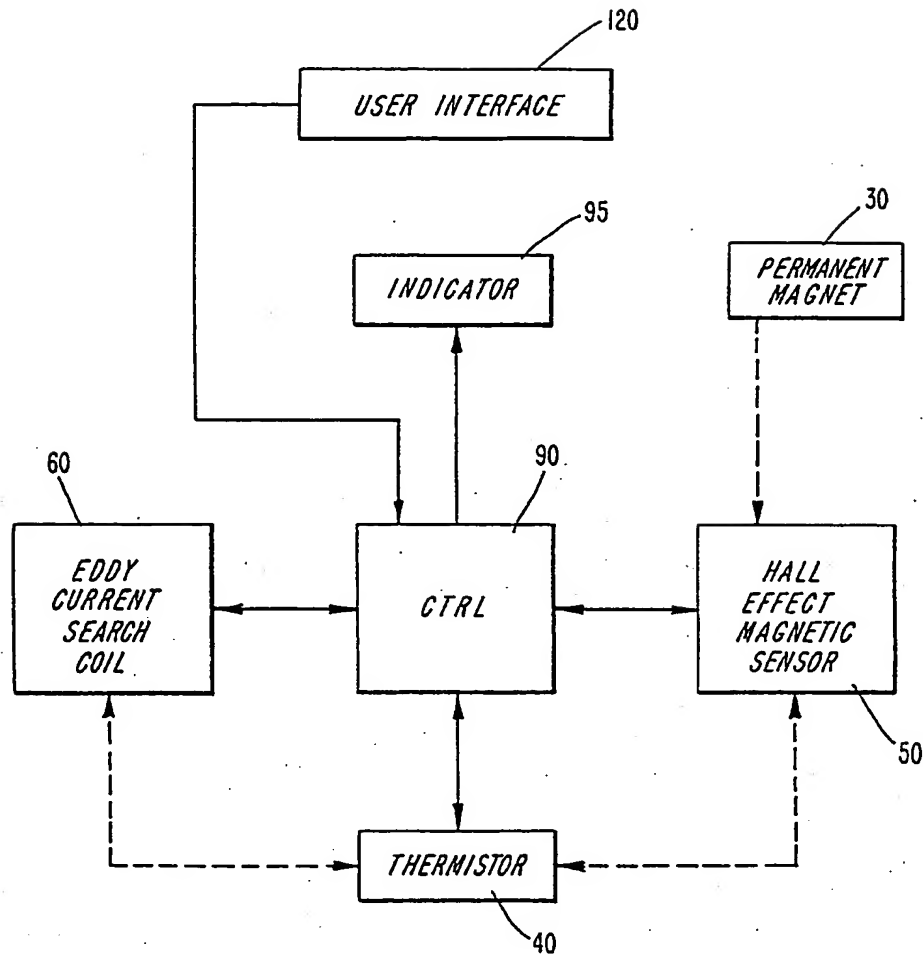 120
USER INTERFACE
95
30
INDICATOR
PERMANENT
MAGNET
60
90
EDDY
CURRENT
SEARCH
COIL
CTRL
HALL
EFFECT
MAGNETIC
SENSOR
50
THERMISTOR
40